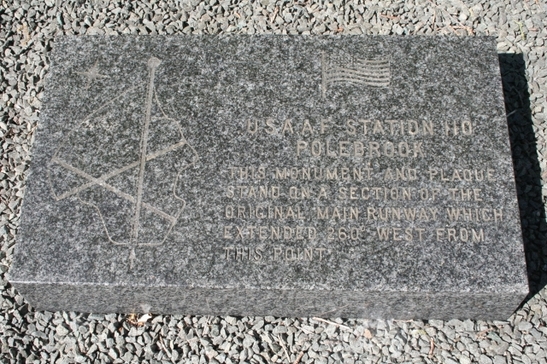 U.S.A.A.F. STATION 110
POLEBROOK
THIS MONUMENT AND PLAQUE
STAND ON A SECTION OF THE
ORIGINAL MAIN RUNWAY WHICH
EXTENDED 260° WEST FROM
THIS POINT